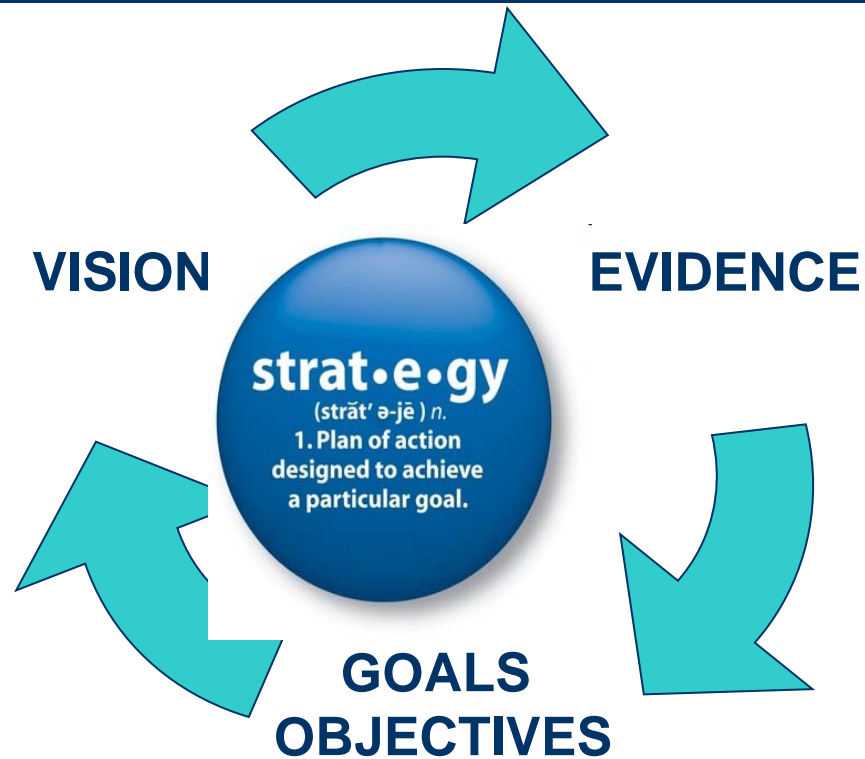 VISION
EVIDENCE
strat•e•gy
(străt′ ə-jē ) n.
1. Plan of action
designed to achieve
a particular goal.
GOALS
OBJECTIVES